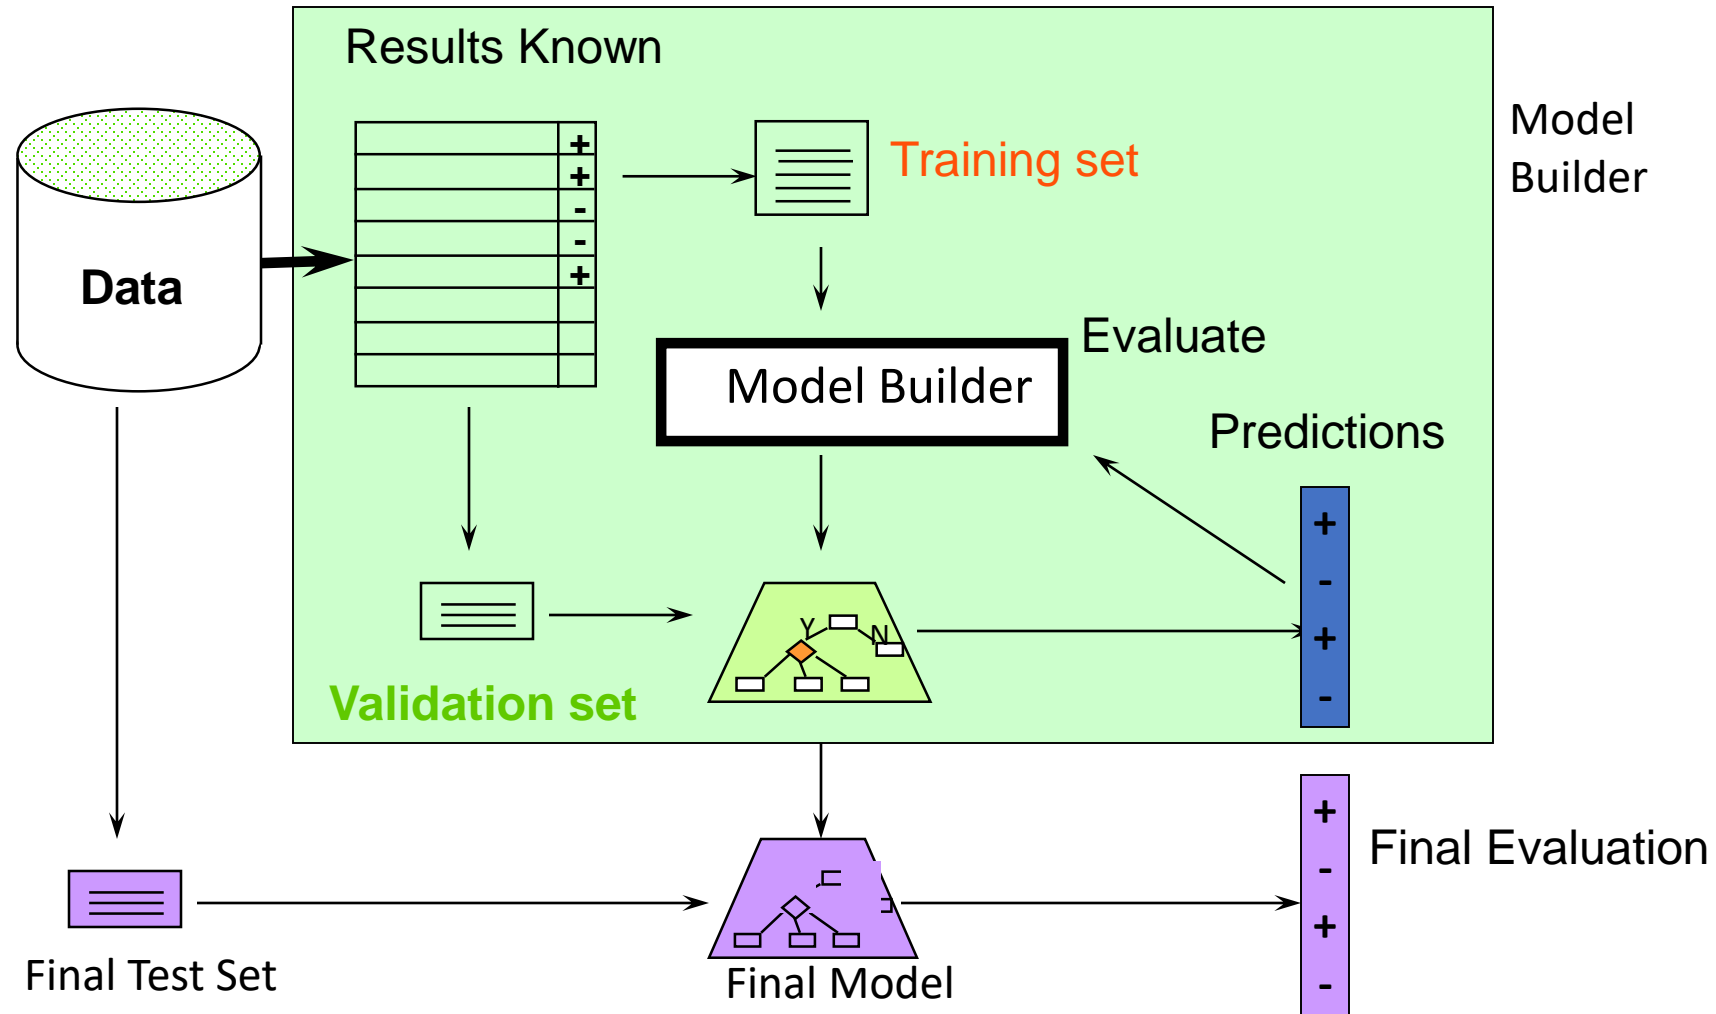 Results Known
Model
Builder
+
+
-
-
+
Training set
Data
Evaluate
Model Builder
Predictions
+
-
+
-
Y
N
Validation set
+
-
+
-
Final Evaluation
Final Test Set
Final Model